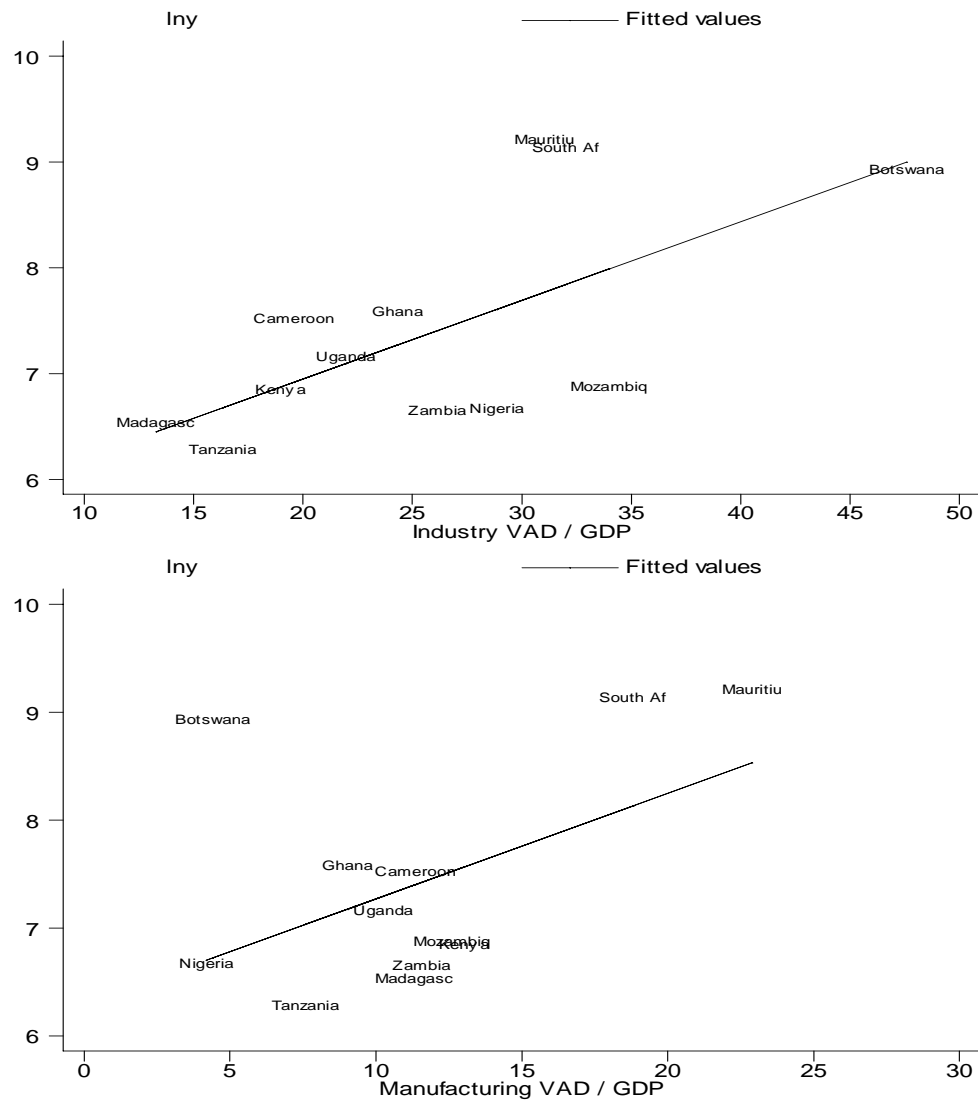 lny Fitted values
10
Mauritiu
South Af
9
Botswana
8
Ghana
Cameroon
Uganda
7
Kenya
Mozambiq
Zambia Nigeria
Madagasc
Tanzania
6
10 15 20 25 30 35 40 45 50
Industry VAD / GDP
lny Fitted values
10
Mauritiu
South Af
9
Botswana
8
Ghana
Cameroon
Uganda
7
Mozambiq
Kenya
Nigeria
Zambia
Madagasc
Tanzania
6
0 5 10 15 20 25 30
Manufacturing VAD / GDP